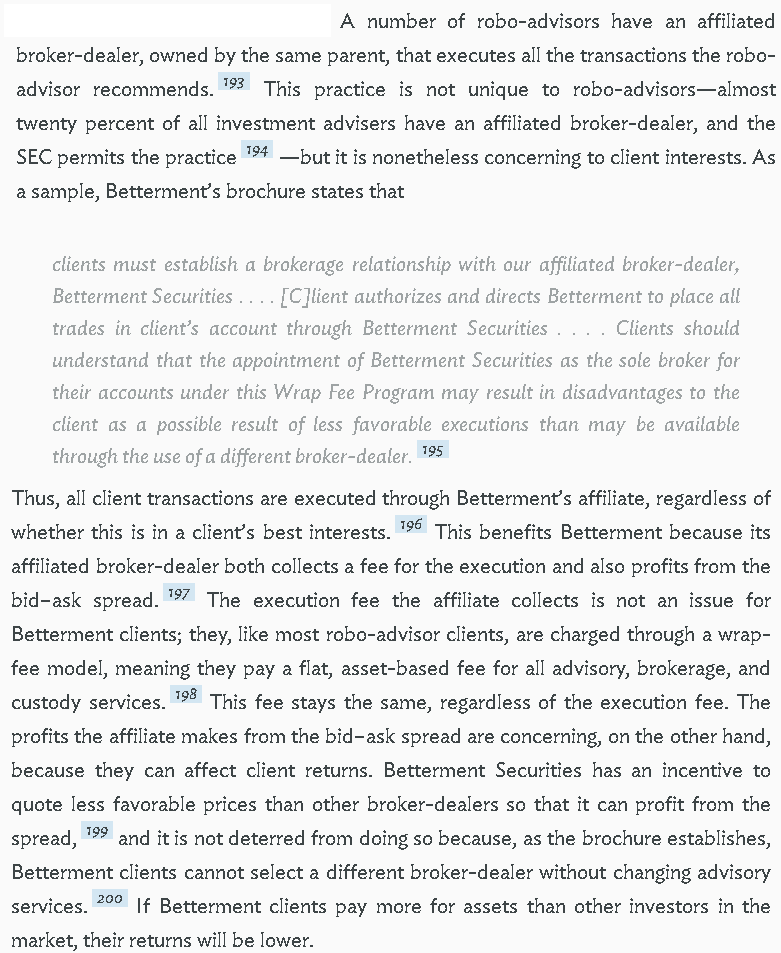 A number of robo-advisors have an affiliated
broker-dealer, owned by the same parent, that executes all the transactions the robo-
advisor recommends. 193 This practice is not unique to robo-advisors—almost
twenty percent of all investment advisers have an affiliated broker-dealer, and the
SEC permits the practice 194 —but it is nonetheless concerning to client interests. As
a sample, Betterment's brochure states that
clients must establish a brokerage relationship with our affiliated broker-dealer,
Betterment Securities . . . . [C]lient authorizes and directs Betterment to place all
trades in client's account through Betterment Securities . . . . Clients should
understand that the appointment of Betterment Securities as the sole broker for
their accounts under this Wrap Fee Program may result in disadvantages to the
client as a possible result of less favorable executions than may be available
through the use of a different broker-dealer. 195
Thus, all client transactions are executed through Betterment's affiliate, regardless of
whether this is in a client's best interests. 196 This benefits Betterment because its
affiliated broker-dealer both collects a fee for the execution and also profits from the
bid–ask spread. 197 The execution fee the affiliate collects is not an issue for
Betterment clients; they, like most robo-advisor clients, are charged through a wrap-
fee model, meaning they pay a flat, asset-based fee for all advisory, brokerage, and
custody services. 198 This fee stays the same, regardless of the execution fee. The
profits the affiliate makes from the bid–ask spread are concerning, on the other hand,
because they can affect client returns. Betterment Securities has an incentive to
quote less favorable prices than other broker-dealers so that it can profit from the
spread, 199 and it is not deterred from doing so because, as the brochure establishes,
Betterment clients cannot select a different broker-dealer without changing advisory
services. 200 If Betterment clients pay more for assets than other investors in the
market, their returns will be lower.